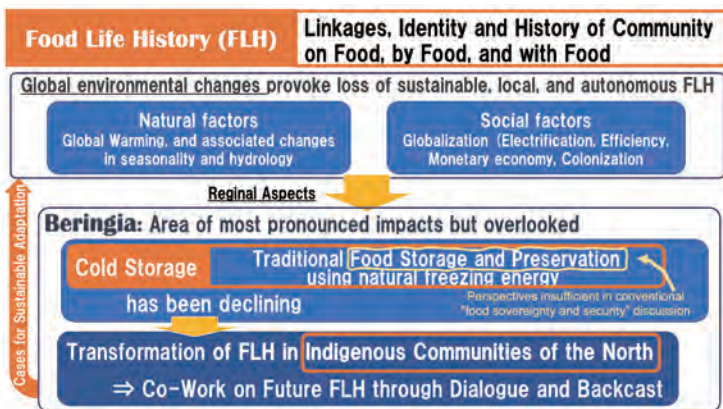 Food Life History (FLH)
Linkages, Identity and History of Community
on Food, by Food, and with Food
Global environmental changes provoke loss of sustainable, local, and autonomous FLH
Natural factors
Global Warming, and associated changes
in seasonality and hydrology
Social factors
Globalization (Electrification, Efficiency,
Monetary economy, Colonization
Reginal Aspects
Cases for Sustainable Adaptation
Beringia: Area of most pronounced impacts but overlooked
Cold Storage
Traditional Food Storage and Preservation
using natural freezing energy
has been declining
Perspectives insufficient in conventional
"food sovereignty and security" discussion
Transformation of FLH in Indigenous Communities of the North
⇒ Co-Work on Future FLH through Dialogue and Backcast